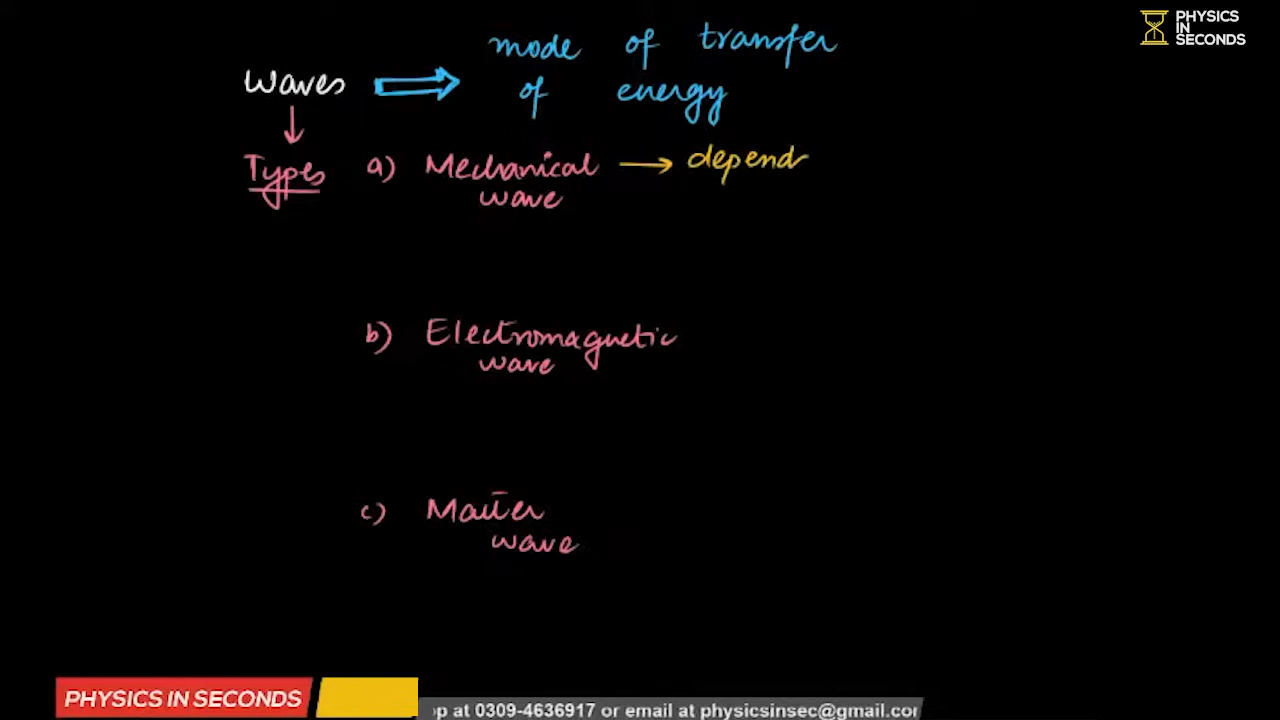 PHYSICS
IN
SECONDS
mode of transfer
Waves of energy
Types a) Mechanical → depend
wave
b) Electromagnetic
wave
c) Matter
wave
PHYSICS IN SECONDS
at 0309-4636917 or email at physicsinsec@gmail.com